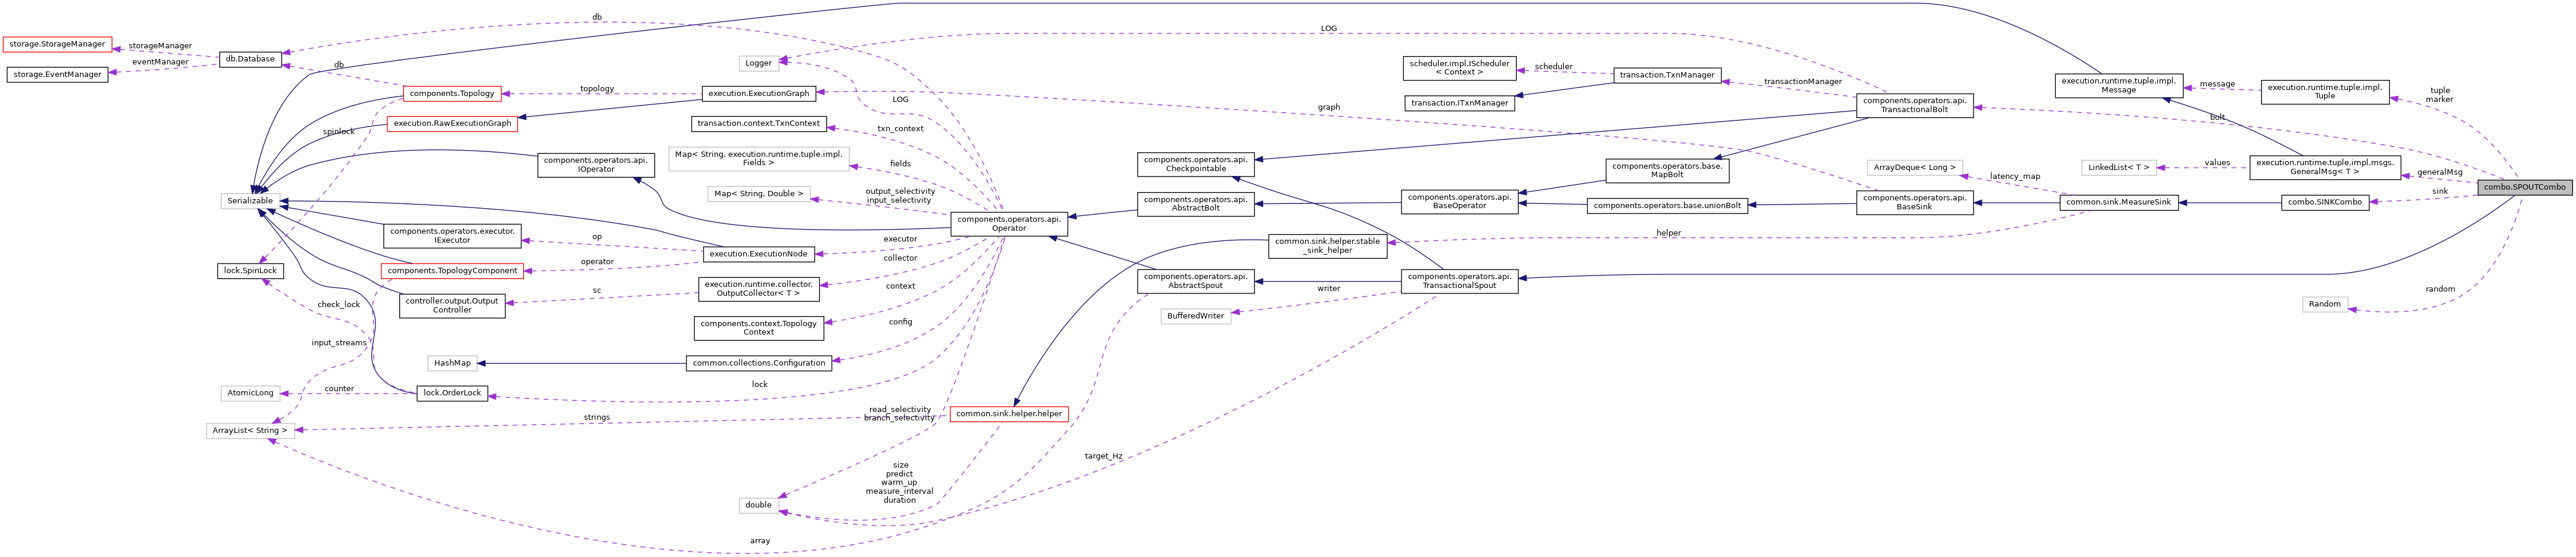 db
LOG
storage.StorageManager
storageManager
db.Database
eventManager
storage.EventManager
db
Logger
scheduler.impl.IScheduler
< Context >
scheduler
transaction.TxnManager
transactionManager
transaction.ITxnManager
execution.runtime.tuple.impl.
Message
message
execution.runtime.tuple.impl.
Tuple
tuple
marker
components.Topology
topology
execution.ExecutionGraph
LOG
graph
components.operators.api.
TransactionalBolt
bolt
spinlock
execution.RawExecutionGraph
transaction.context.TxnContext
txn_context
components.operators.api.
IOperator
Map< String, execution.runtime.tuple.impl.
Fields >
fields
components.operators.api.
Checkpointable
components.operators.base.
MapBolt
ArrayDeque< Long >
latency_map
LinkedList< T >
values
execution.runtime.tuple.impl.msgs.
GeneralMsg< T >
generalMsg
combo.SPOUTCombo
Serializable
Map< String, Double >
output_selectivity
input_selectivity
components.operators.api.
Operator
components.operators.api.
AbstractBolt
components.operators.api.
BaseOperator
components.operators.base.unionBolt
components.operators.api.
BaseSink
common.sink.MeasureSink
combo.SINKCombo
sink
components.operators.executor.
IExecutor
op
execution.ExecutionNode
executor
common.sink.helper.stable
_sink_helper
helper
lock.SpinLock
components.TopologyComponent
operator
collector
controller.output.Output
Controller
sc
execution.runtime.collector.
OutputCollector< T >
context
components.operators.api.
AbstractSpout
components.operators.api.
TransactionalSpout
writer
BufferedWriter
Random
random
check_lock
components.context.Topology
Context
config
input_streams
HashMap
common.collections.Configuration
AtomicLong
counter
lock.OrderLock
lock
ArrayList< String >
strings
read_selectivity
branch_selectivity
common.sink.helper.helper
target_Hz
size
predict
warm_up
measure_interval
duration
double
array